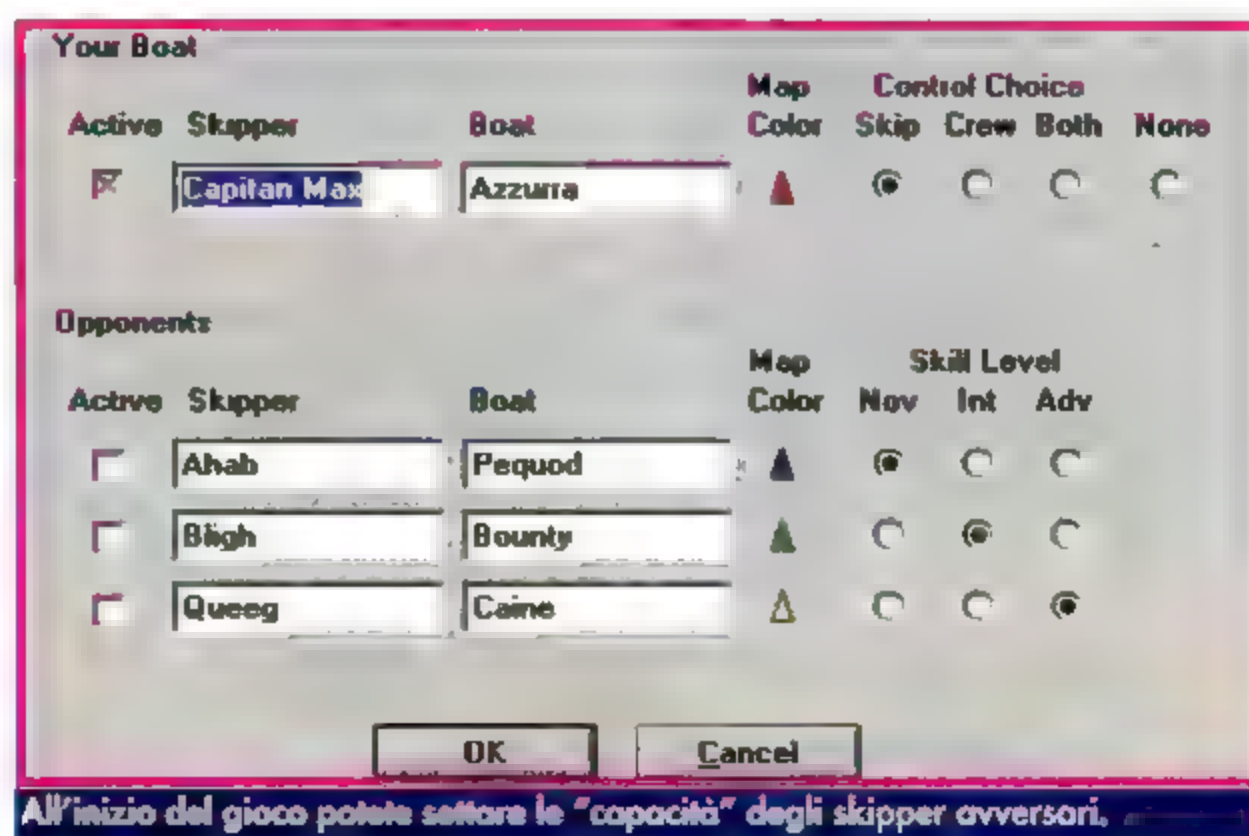 Your Boat
Map Control Choice
Active Skipper Boat Color Skip Crew Both None
Capitan Max Azzurra
Opponents
Map Skill Level
Active Skipper Boat Color Nov Int Adv
Ahab Pequod
Bligh Bounty
Queeg Caine
OK Cancel
All'inizio del gioco potete settare le "capacità" degli skipper avversari.